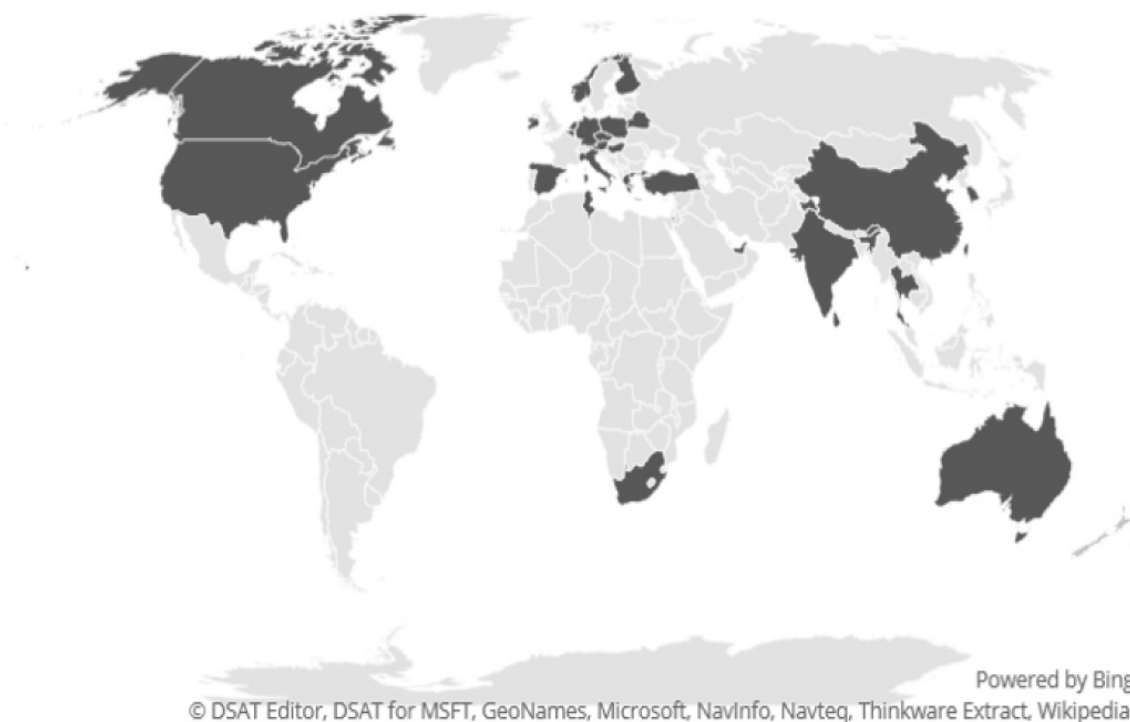 Powered by Bing
© DSAT Editor, DSAT for MSFT, GeoNames, Microsoft, NavInfo, Navteq, Thinkware Extract, Wikipedia